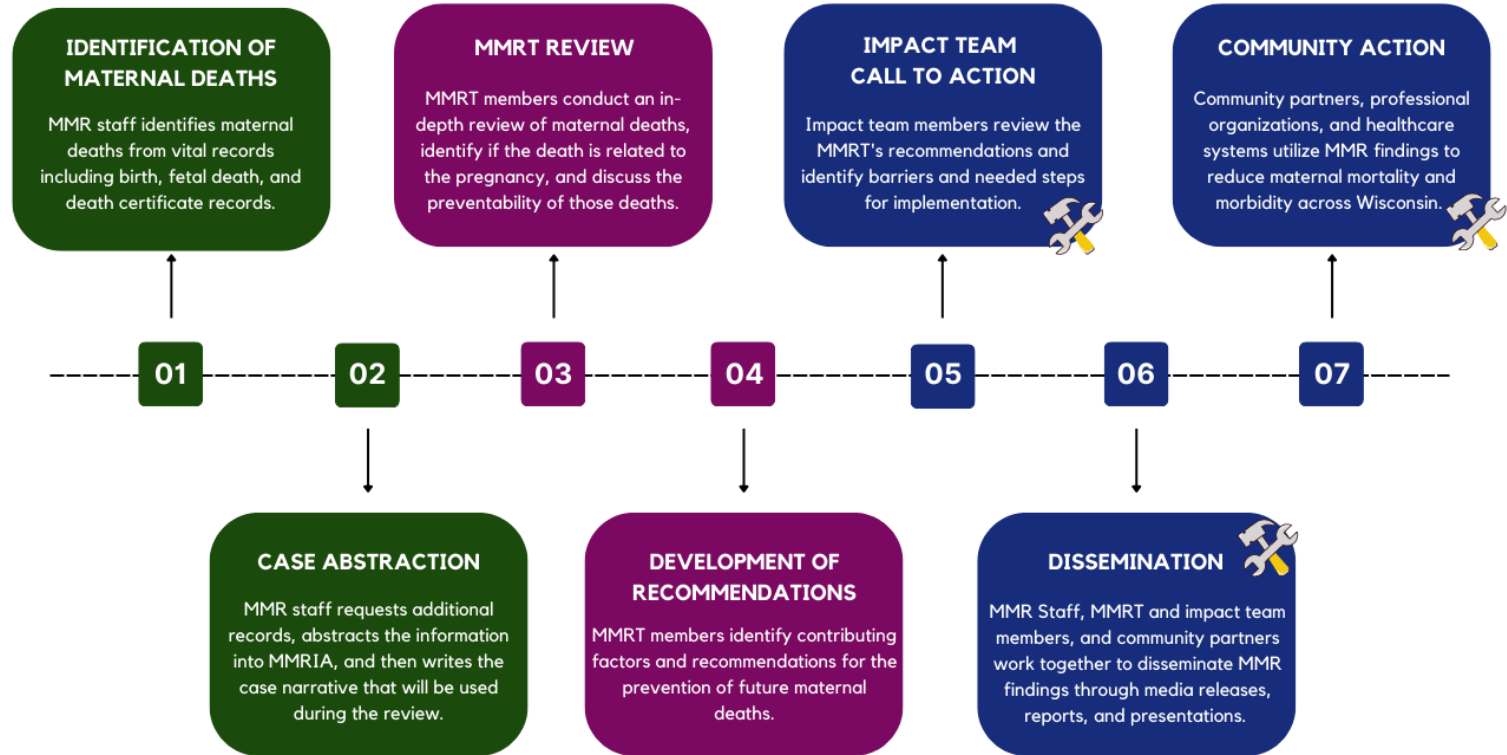 IDENTIFICATION OF
MATERNAL DEATHS
MMR staff identifies maternal
deaths from vital records
including birth, fetal death, and
death certificate records.
MMRT REVIEW
MMRT members conduct an in-
depth review of maternal deaths,
identify if the death is related to
the pregnancy, and discuss the
preventability of those deaths.
IMPACT TEAM
CALL TO ACTION
Impact team members review the
MMRT's recommendations and
identify barriers and needed steps
for implementation.
COMMUNITY ACTION
Community partners, professional
organizations, and healthcare
systems utilize MMR findings to
reduce maternal mortality and
morbidity across Wisconsin.
01
02
03
04
05
06
07
CASE ABSTRACTION
MMR staff requests additional
records, abstracts the information
into MMRIA, and then writes the
case narrative that will be used
during the review.
DEVELOPMENT OF
RECOMMENDATIONS
MMRT members identify contributing
factors and recommendations for the
prevention of future maternal
deaths.
DISSEMINATION
MMR Staff, MMRT and impact team
members, and community partners
work together to disseminate MMR
findings through media releases,
reports, and presentations.